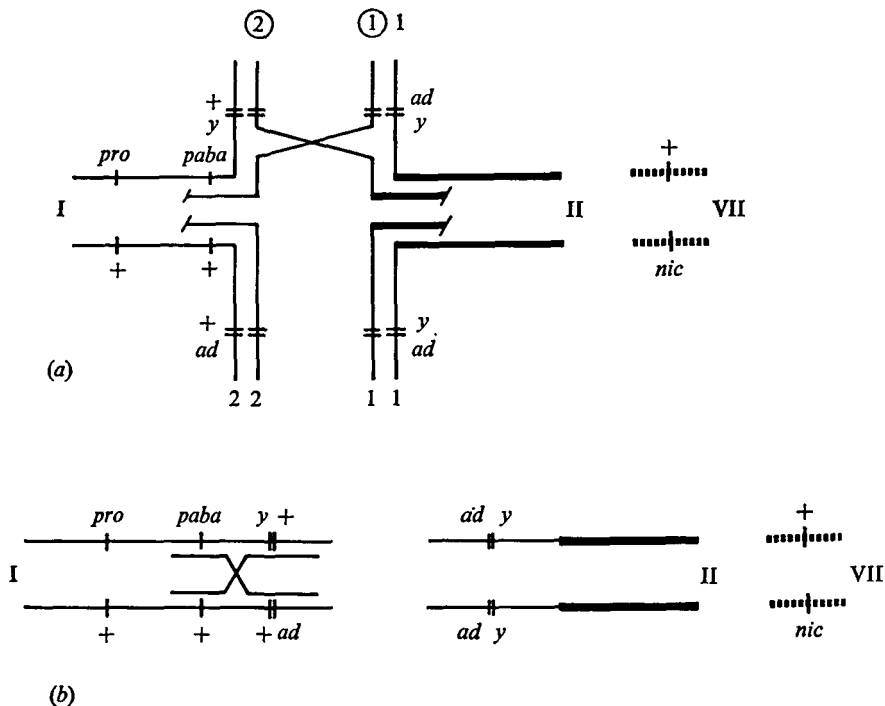 2 1 1
+ ad
y y
pro paba +
I II VII
+ + nic
+ y
ad ad
(a)
2 2 1 1
pro paba y + ad y +
I II VII
+ + + ad ad y nic
(b)